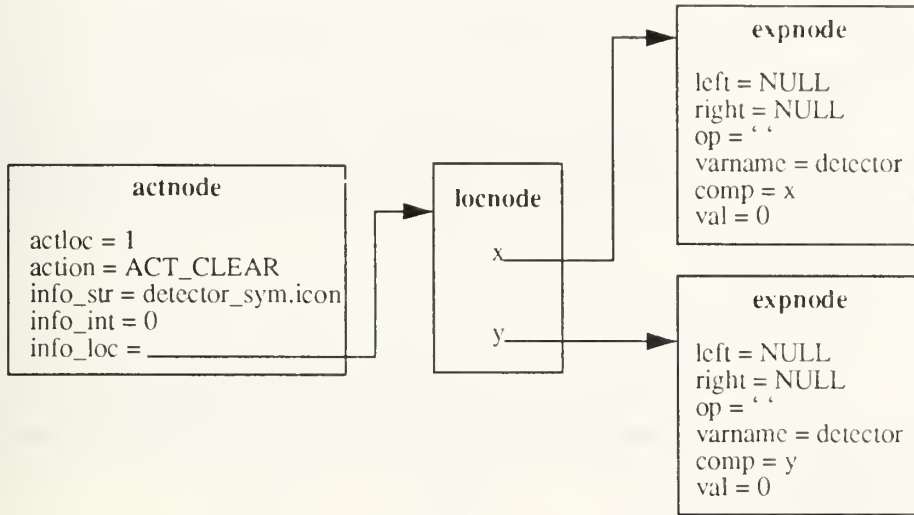 actnode
actloc = 1
action = ACT_CLEAR
info_str = detector_sym.icon
info_int = 0
info_loc =
locnode
x
y
expnode
left = NULL
right = NULL
op = ‘ ‘
varname = detector
comp = x
val = 0
expnode
left = NULL
right = NULL
op = ‘ ‘
varname = detector
comp = y
val = 0